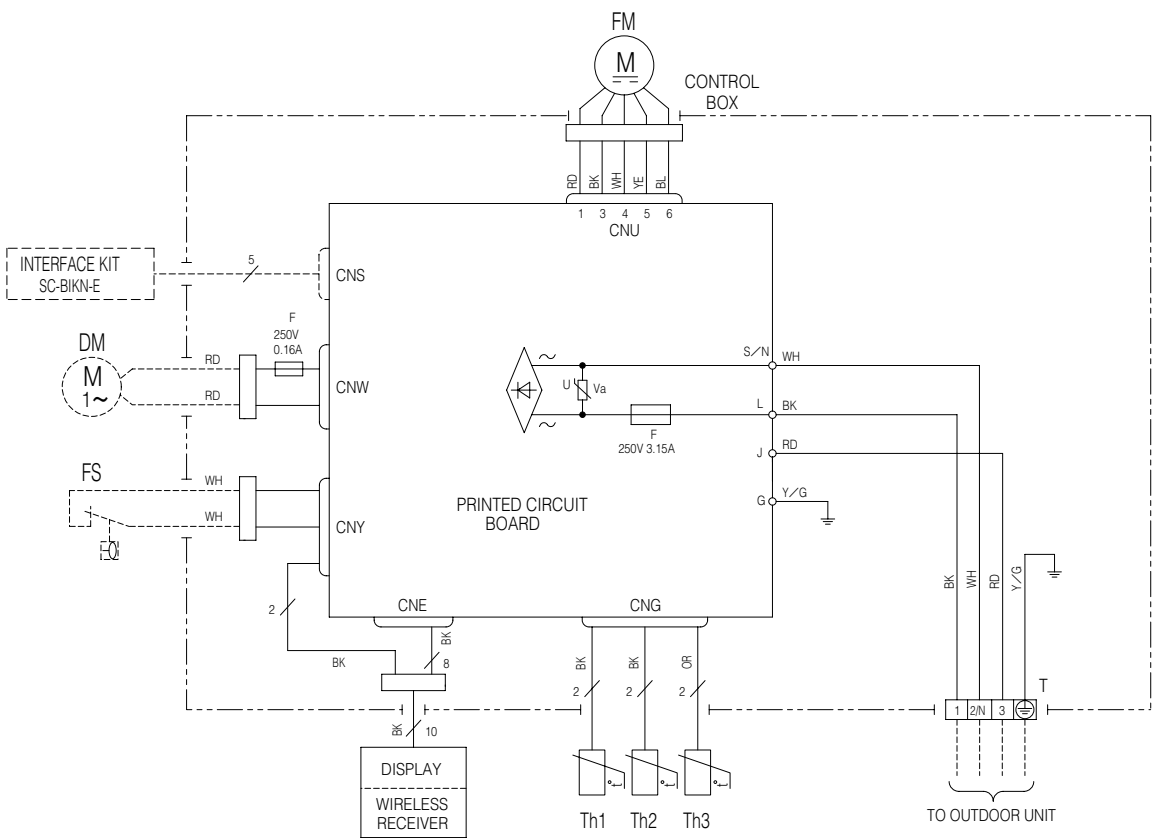 FM
M
CONTROL
BOX
RD
BK
WH
YE
BL
1 3 4 5 6
CNU
INTERFACE KIT
SC-BIKN-E
5
CNS
F
250V
0.16A
DM
M
1~
RD
RD
CNW
S/N
WH
U
Va
L
BK
F
250V 3.15A
J
RD
FS
WH
WH
CNY
G
Y/G
PRINTED CIRCUIT
BOARD
BK
WH
RD
Y/G
2
CNE
CNG
BK
BK
8
BK
BK
OR
2
2
2
T
1 2/N 3
BK
10
DISPLAY
WIRELESS
RECEIVER
t°
t°
t°
Th1 Th2 Th3
TO OUTDOOR UNIT